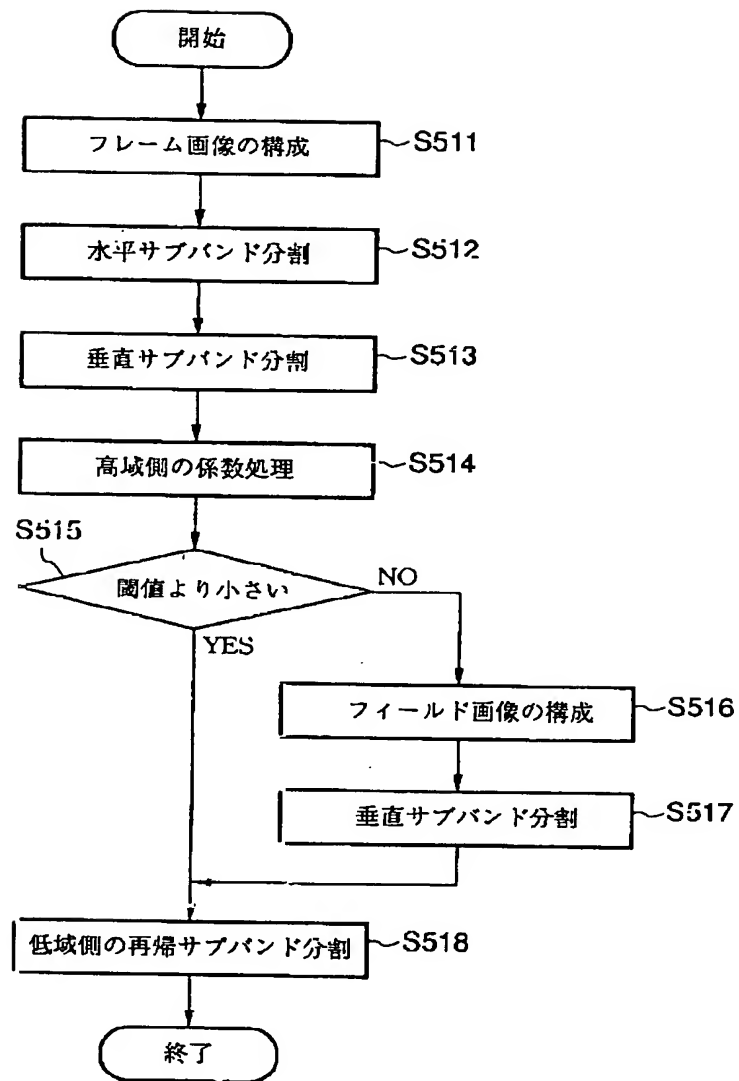 開始
フレーム画像の構成
S511
水平サブバンド分割
S512
垂直サブバンド分割
S513
高域側の係数処理
S514
S515
閾値より小さい
NO
YES
フィールド画像の構成
S516
垂直サブバンド分割
S517
低域側の再帰サブバンド分割
S518
終了